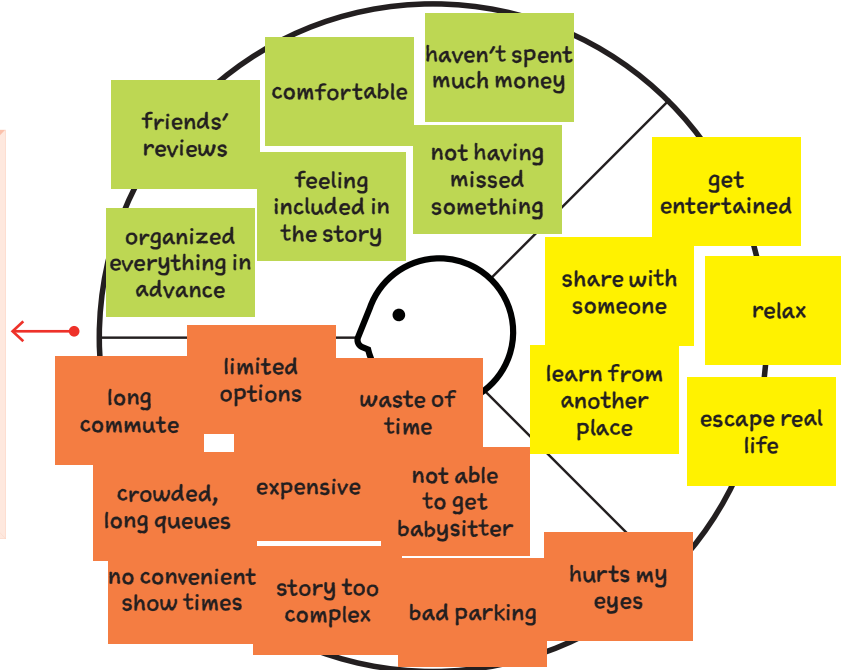 haven't spent
much money
comfortable
friends'
reviews
not having
missed
something
feeling
included in
the story
organized
everything in
advance
get
entertained
share with
someone
relax
learn from
another
place
escape real
life
limited
options
long
commute
waste of
time
crowded,
long queues
expensive
not able
to get
babysitter
no convenient
show times
story too
complex
bad parking
hurts my
eyes